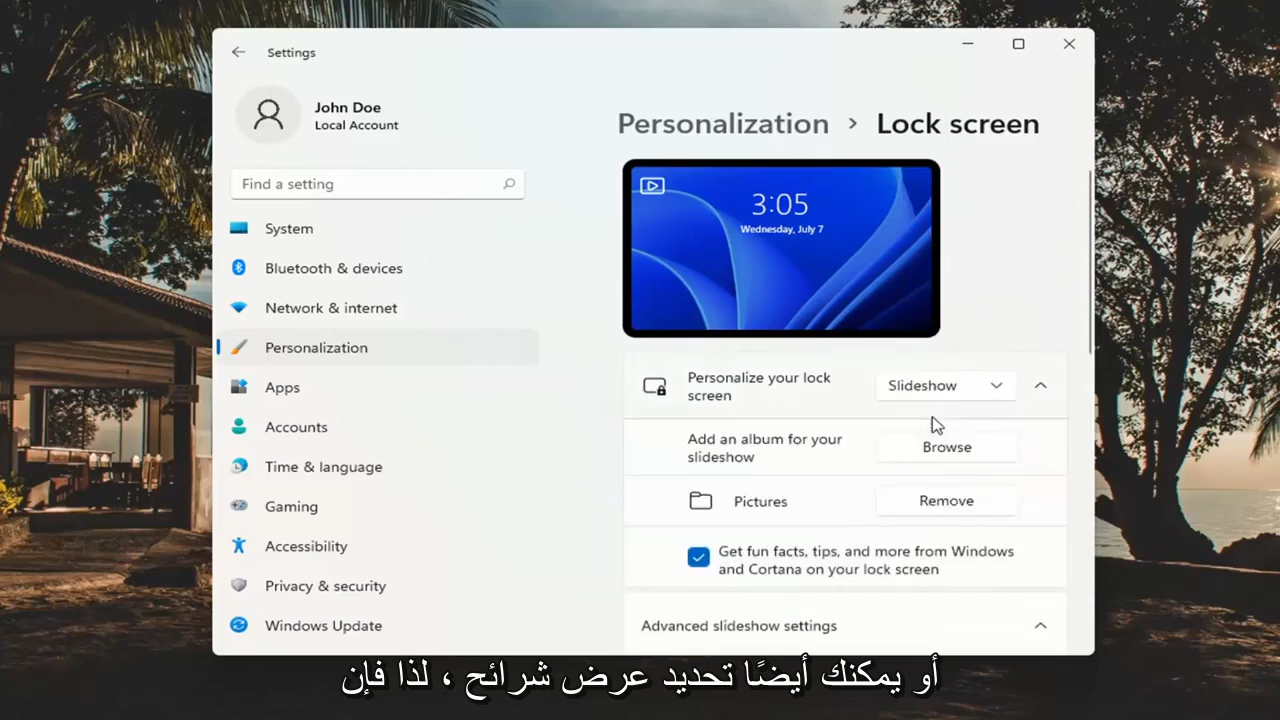 Settings
John Doe
Local Account
Find a setting
System
Bluetooth & devices
Network & internet
Personalization
Apps
Accounts
Time & language
Gaming
Accessibility
Privacy & security
Windows Update
Personalization > Lock screen
3:05
Wednesday, July 7
Personalize your lock
screen
Slideshow
Add an album for your
slideshow
Browse
Pictures
Remove
Get fun facts, tips, and more from Windows
and Cortana on your lock screen
Advanced slideshow settings
أو يمكنك أيضًا تحديد عرض شرائح ، لذا فإن